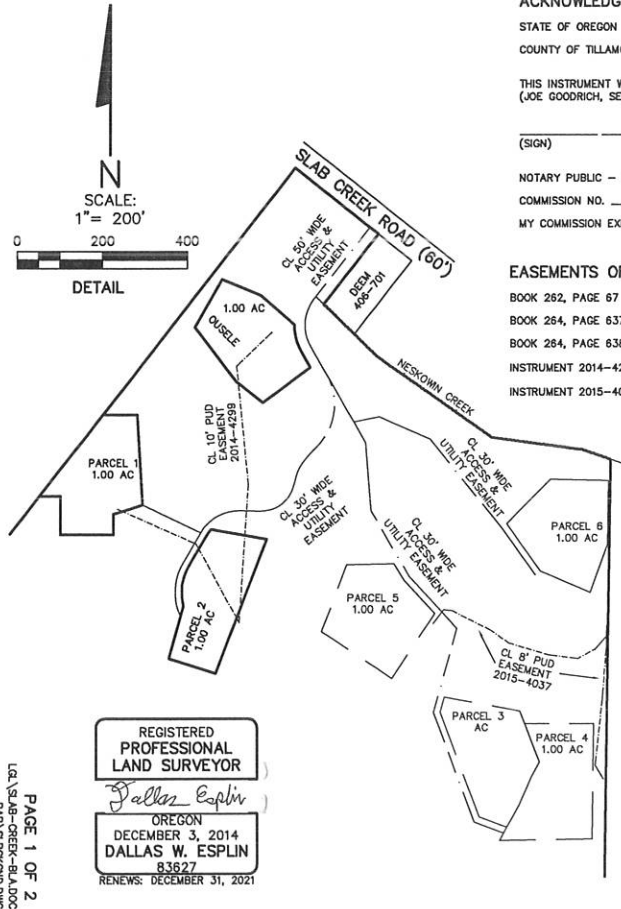 ACKNOWLEDG
STATE OF OREGON
COUNTY OF TILLAM
THIS INSTRUMENT W
(JOE GOODRICH, SE
(SIGN)
NOTARY PUBLIC –
COMMISSION NO.
MY COMMISSION EX
EASEMENTS OF
BOOK 262, PAGE 67
BOOK 264, PAGE 637
BOOK 264, PAGE 638
INSTRUMENT 2014-42
INSTRUMENT 2015-40
N
SCALE:
1"= 200'
0 200 400
DETAIL
SLAB CREEK ROAD (60')
CL 50' WIDE
ACCESS &
UTILITY
EASEMENT
DEEM
406-701
1.00 AC
OUSELE
NESKOWN CREEK
CL 10' PUD
EASEMENT
2014-4299
PARCEL 1
1.00 AC
CL 30' WIDE
ACCESS &
UTILITY
EASEMENT
CL 30' WIDE
ACCESS &
UTILITY EASEMENT
CL 30' WIDE
ACCESS &
UTILITY EASEMENT
PARCEL 6
1.00 AC
PARCEL 2
1.00 AC
PARCEL 5
1.00 AC
CL 8' PUD
EASEMENT
2015-4037
PARCEL 3
AC
PARCEL 4
1.00 AC
REGISTERED
PROFESSIONAL
LAND SURVEYOR
Dallas Esplin
OREGON
DECEMBER 3, 2014
DALLAS W. ESPLIN
83627
RENEWS: DECEMBER 31, 2021
PAGE 1 OF 2
LGL\SLAB-CREEK-BLA.DOC